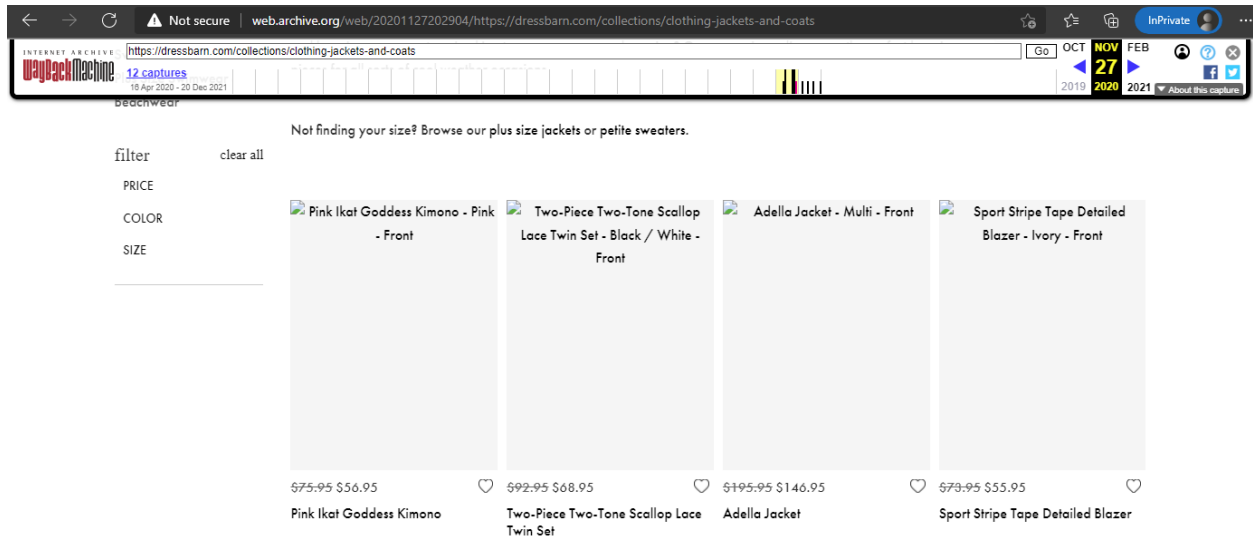 Not secure | web.archive.org/web/20201127202904/https://dressbarn.com/collections/clothing-jackets-and-coats
InPrivate
INTERNET ARCHIVE
WayBackMachine
https://dressbarn.com/collections/clothing-jackets-and-coats
Go
OCT NOV FEB
12 captures
27
16 Apr 2020 - 20 Dec 2021
2019 2020 2021
About this capture
beachwear
Not finding your size? Browse our plus size jackets or petite sweaters.
filter
clear all
PRICE
COLOR
SIZE
Pink Ikat Goddess Kimono - Pink
- Front
Two-Piece Two-Tone Scallop
Lace Twin Set - Black / White -
Front
Adella Jacket - Multi - Front
Sport Stripe Tape Detailed
Blazer - Ivory - Front
$75.95 $56.95
$92.95 $68.95
$195.95 $146.95
$73.95 $55.95
Pink Ikat Goddess Kimono
Two-Piece Two-Tone Scallop Lace
Twin Set
Adella Jacket
Sport Stripe Tape Detailed Blazer